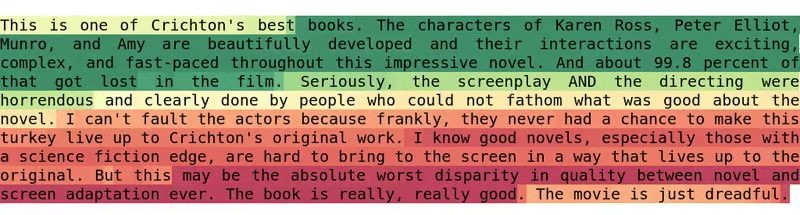 This is one of Crichton's best books. The characters of Karen Ross, Peter Elliot,
Munro, and Amy are beautifully developed and their interactions are exciting,
complex, and fast-paced throughout this impressive novel. And about 99.8 percent of
that got lost in the film. Seriously, the screenplay AND the directing were
horrendous and clearly done by people who could not fathom what was good about the
novel. I can't fault the actors because frankly, they never had a chance to make this
turkey live up to Crichton's original work. I know good novels, especially those with
a science fiction edge, are hard to bring to the screen in a way that lives up to the
original. But this may be the absolute worst disparity in quality between novel and
screen adaptation ever. The book is really, really good. The movie is just dreadful.